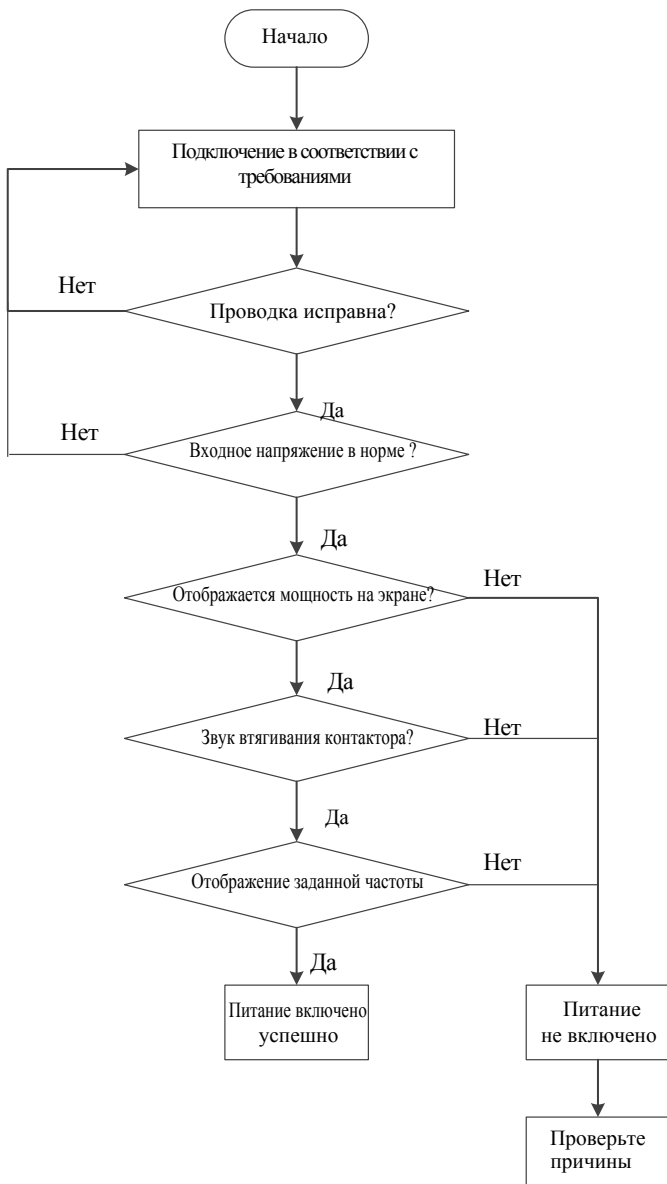 Начало
Подключение в соответствии с
требованиями
Нет
Проводка исправна?
Да
Нет
Входное напряжение в норме ?
Да
Нет
Отображается мощность на экране?
Да
Нет
Звук втягивания контактора?
Да
Нет
Отображение заданной частоты
Да
Питание включено
успешно
Питание
не включено
Проверьте
причины